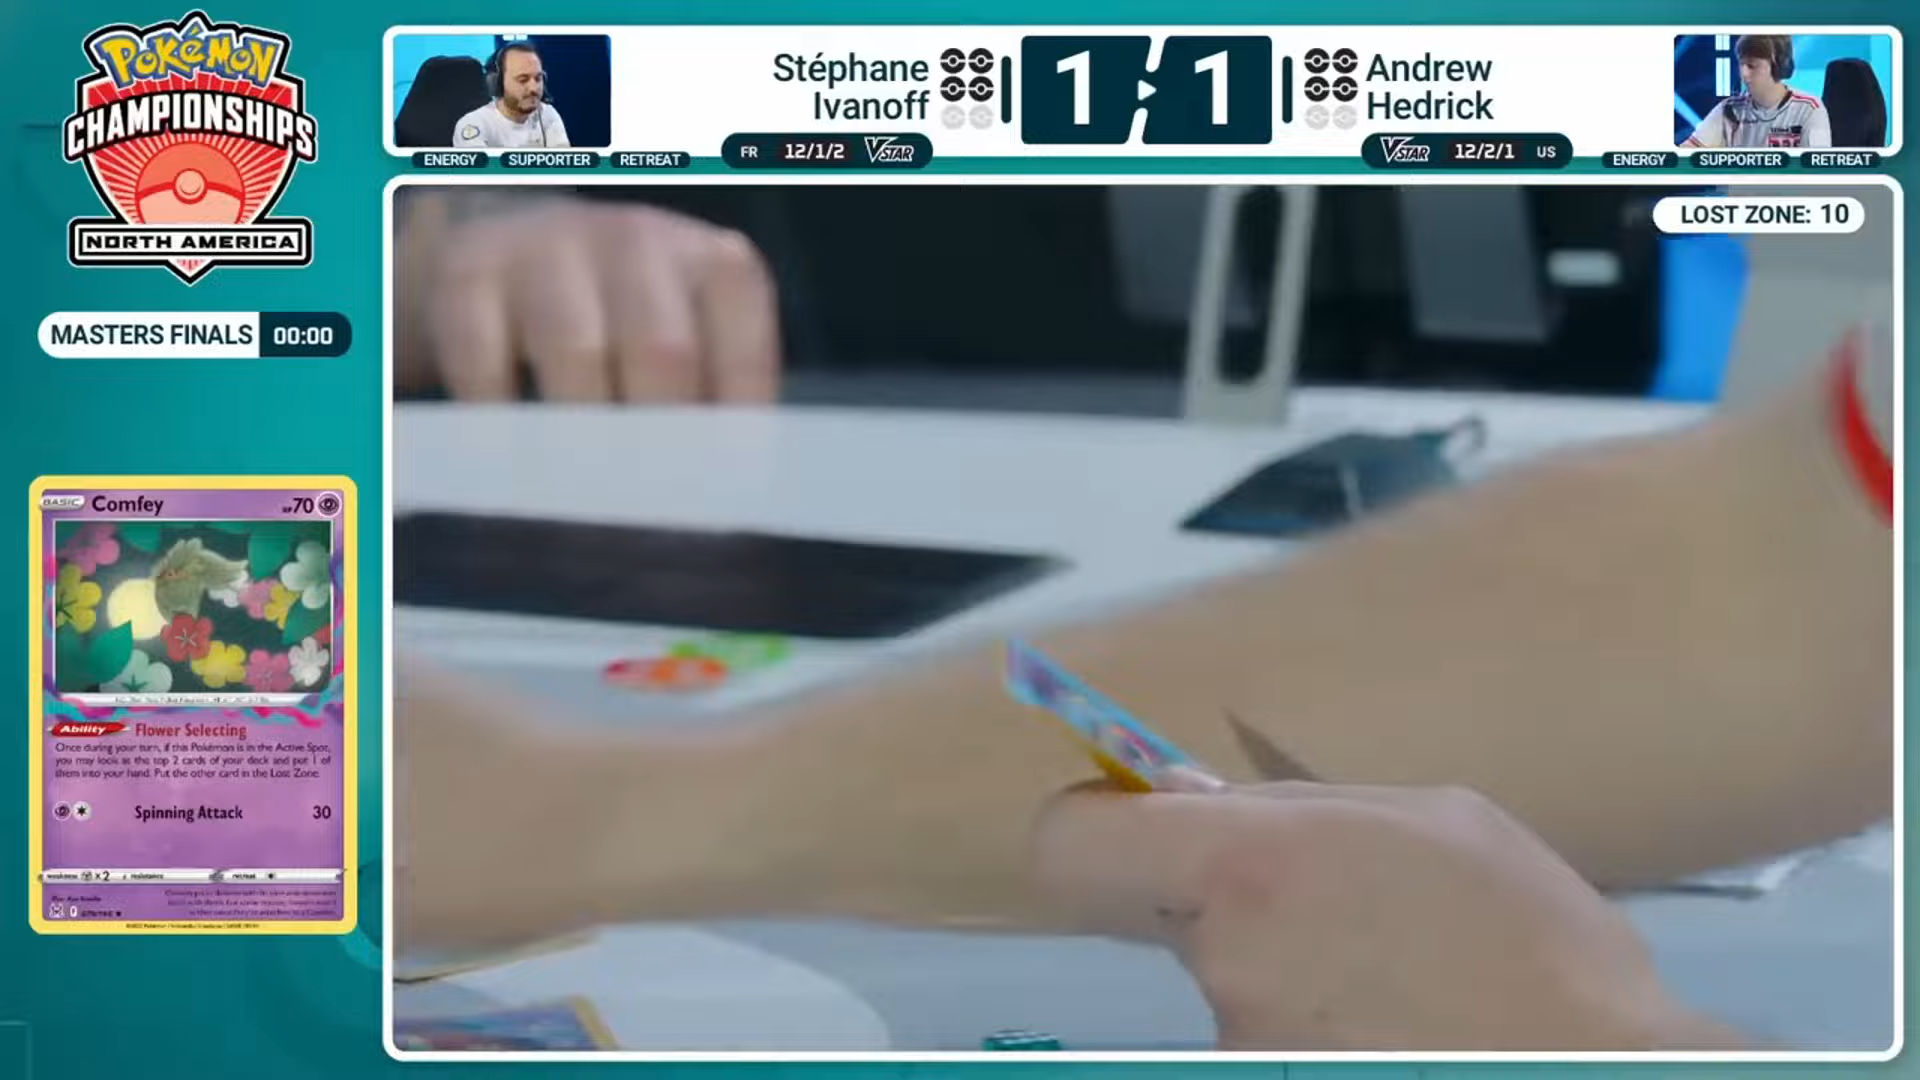 POKéMON
CHAMPIONSHIPS
NORTH AMERICA
MASTERS FINALS 00:00
Stéphane
Ivanoff
1 1
Andrew
Hedrick
FR 12/1/2 VSTAR
VSTAR 12/2/1 US
ENERGY SUPPORTER RETREAT
ENERGY SUPPORTER RETREAT
LOST ZONE: 10
BASIC Comfey HP70
Ability Flower Selecting
Once during your turn, if this Pokémon is in the Active Spot,
you may look at the top 2 cards of your deck and put 1 of
them into your hand. Put the other card in the Lost Zone.
Spinning Attack 30
weakness x2 resistance retreat